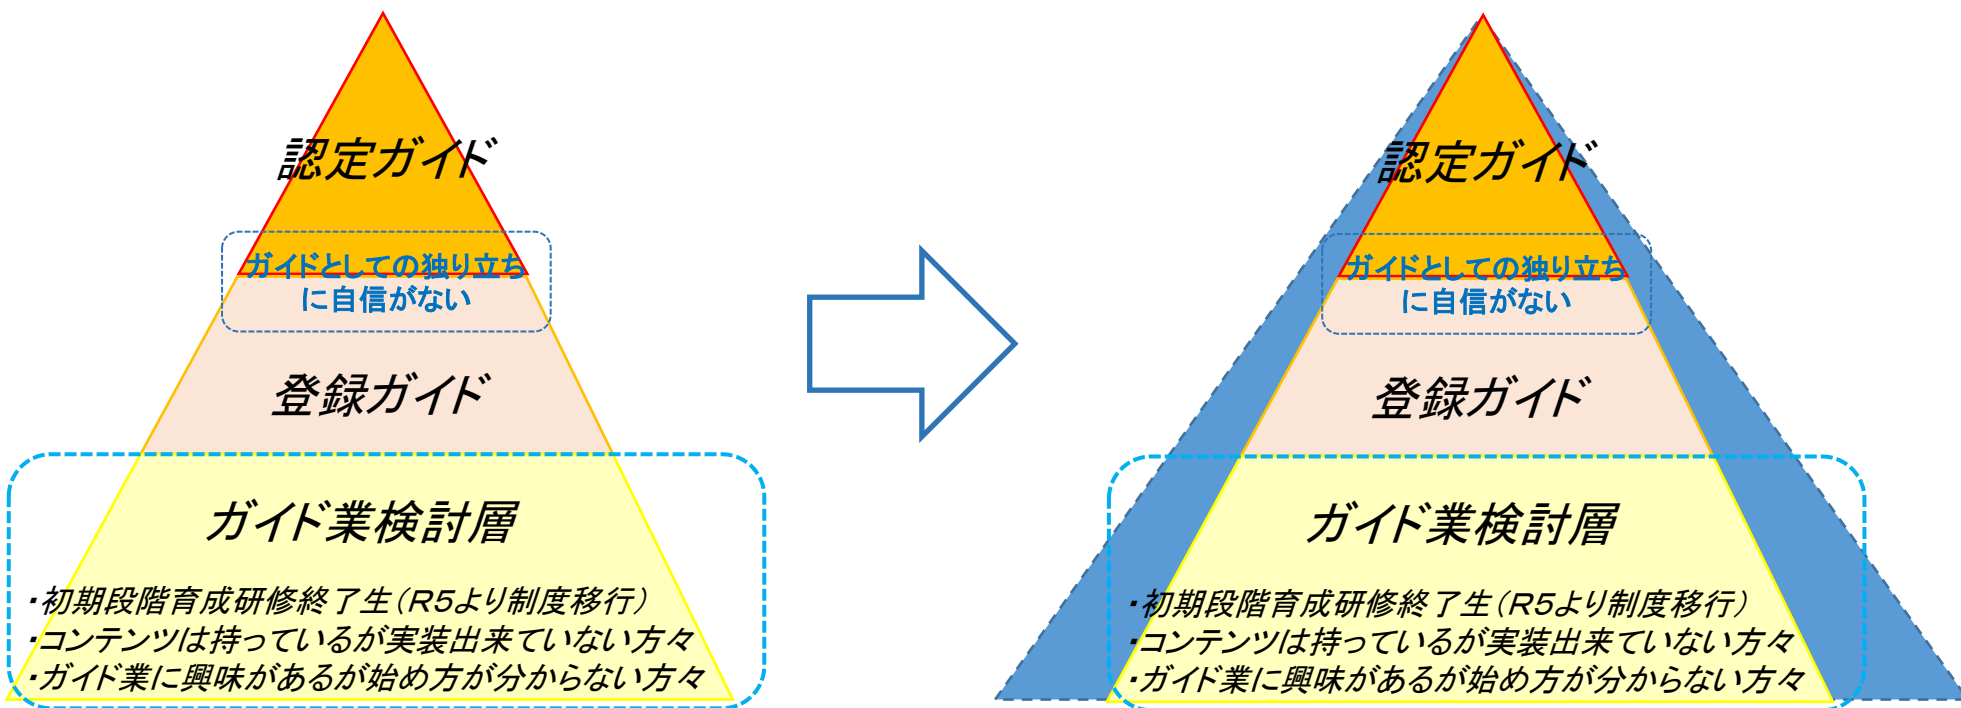 認定ガイド
ガイドとしての独り立ち
に自信がない
登録ガイド
ガイド業検討層
・初期段階育成研修終了生（R5より制度移行）
・コンテンツは持っているが実装出来ていない方々
・ガイド業に興味があるが始め方が分からない方々
認定ガイド
ガイドとしての独り立ち
に自信がない
登録ガイド
ガイド業検討層
・初期段階育成研修終了生（R5より制度移行）
・コンテンツは持っているが実装出来ていない方々
・ガイド業に興味があるが始め方が分からない方々